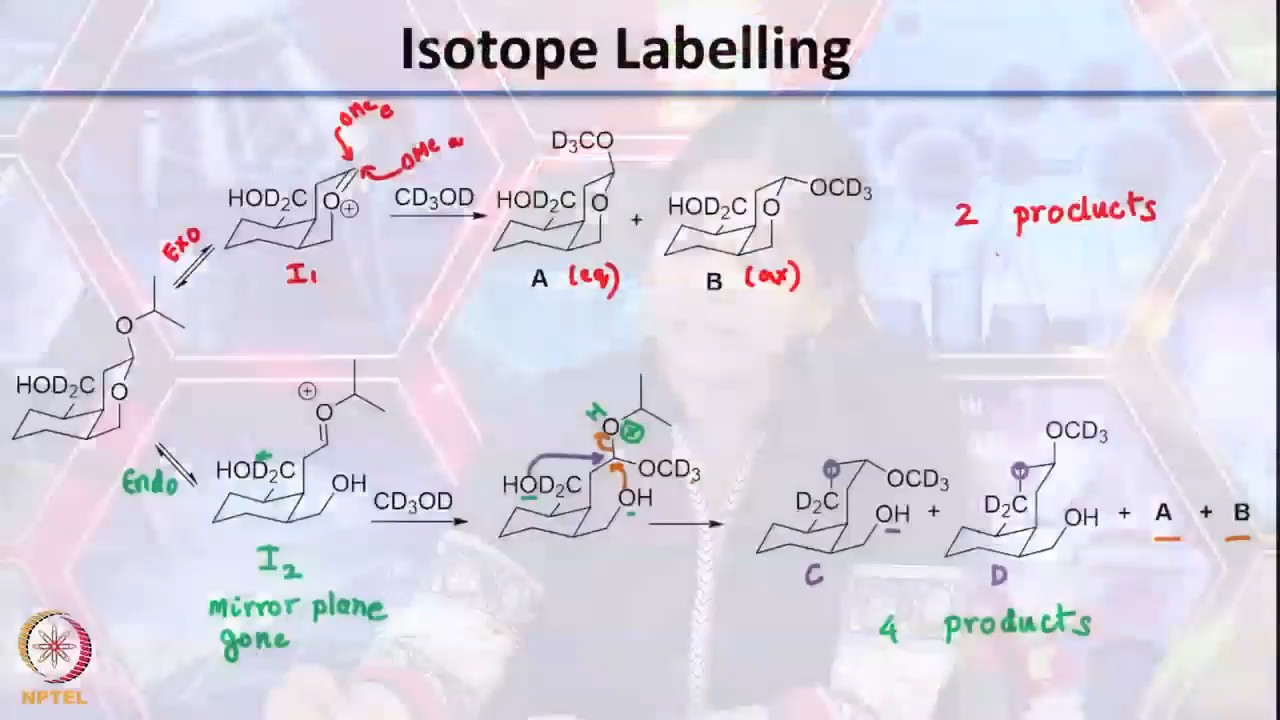 Isotope Labelling
OMe e
OMe a
HOD₂C
O
⊕
CD₃OD
D₃CO
HOD₂C
O
+
HOD₂C
O
OCD₃
2 products
Exo
I₁
A (eq)
B (ax)
O
HOD₂C
O
⊕
O
HOD₂C
OH
Endo
CD₃OD
H
O
⊕
OCD₃
HOD₂C
OH
O
OCD₃
D₂C
OH
+
O
OCD₃
D₂C
OH
+ A + B
I₂
C
D
mirror plane
gone
4 products
NPTEL